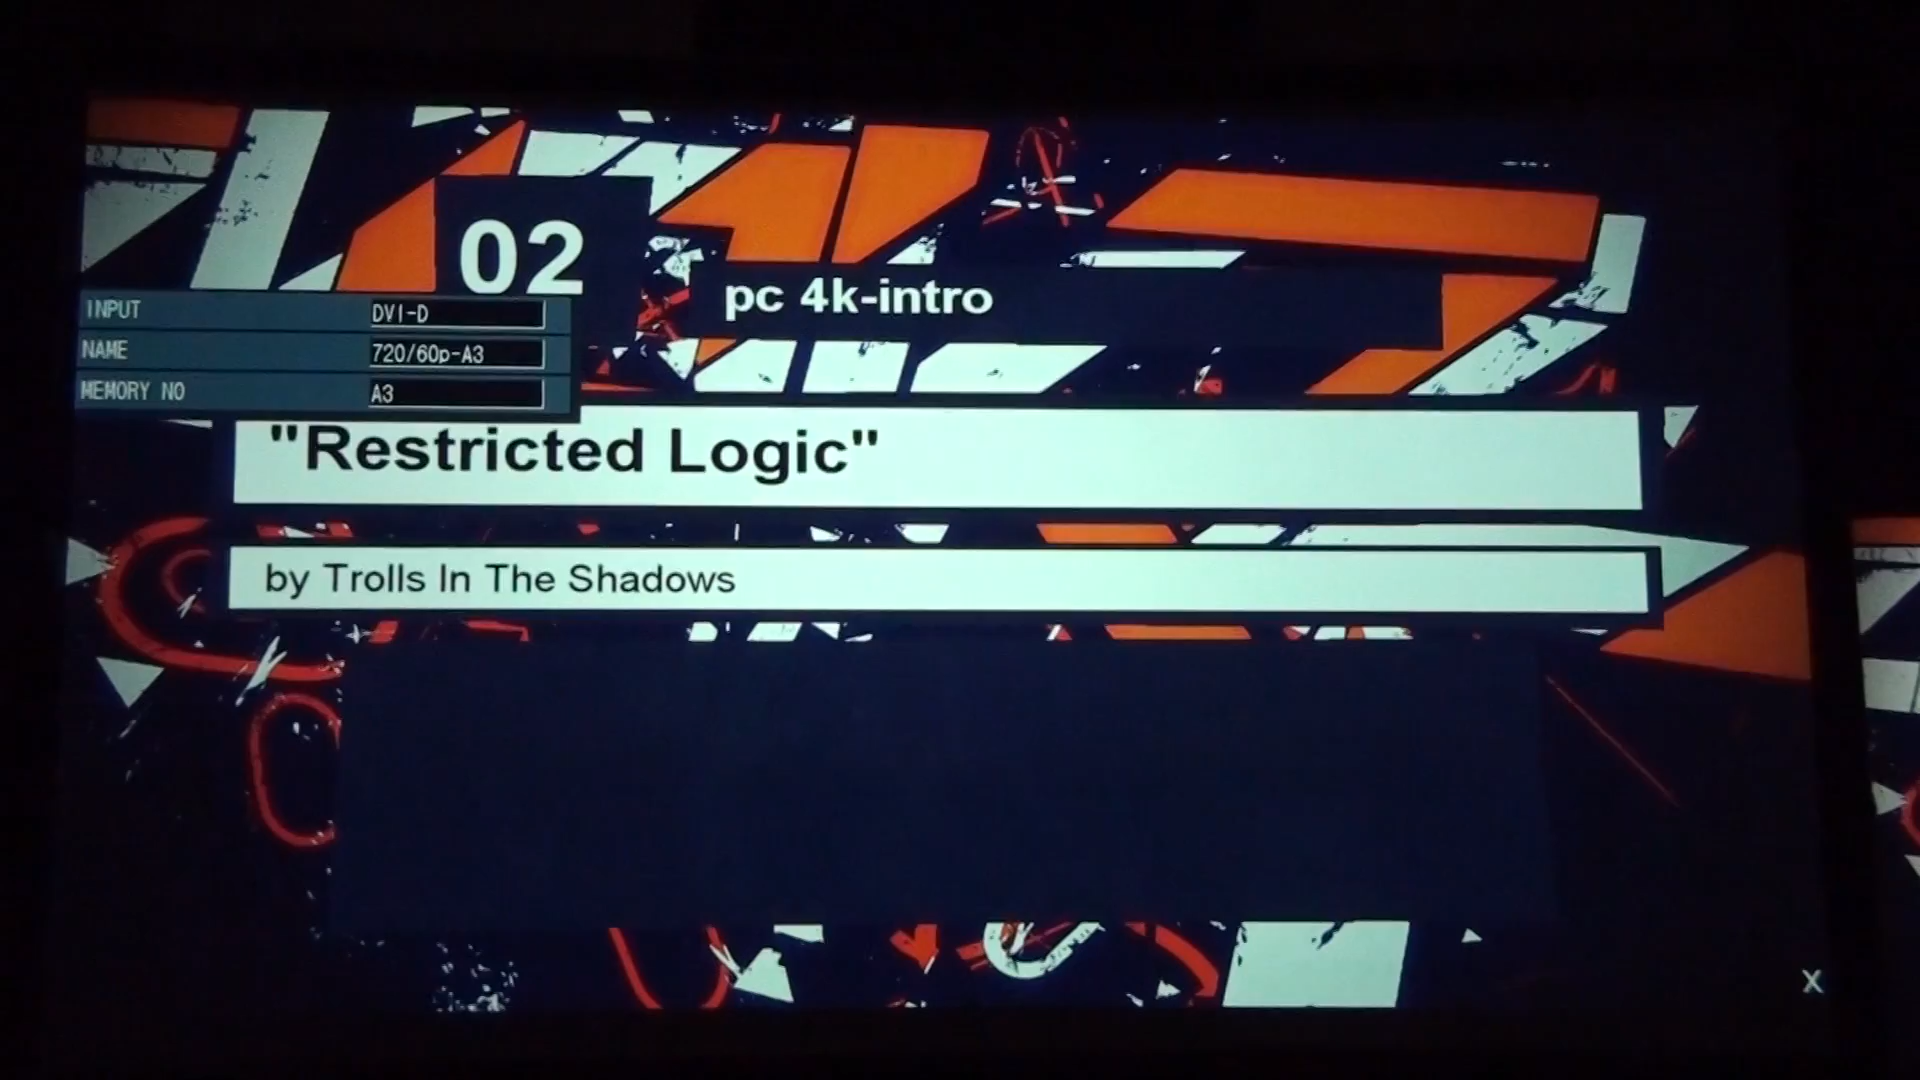 02
pc 4k-intro
INPUT DVI-D
NAME 720/60p-A3
MEMORY NO A3
"Restricted Logic"
by Trolls In The Shadows
X